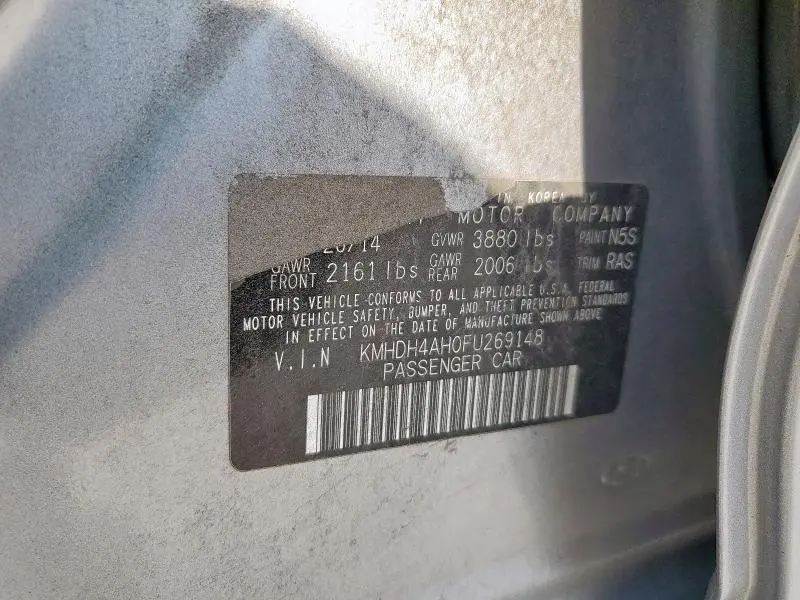 IN KOREA BY
MOTOR COMPANY
GVWR 3880 lbs PAINT N5S
GAWR FRONT 2161 lbs GAWR REAR 2006 lbs TRIM RAS
THIS VEHICLE CONFORMS TO ALL APPLICABLE U.S.A. FEDERAL
MOTOR VEHICLE SAFETY, BUMPER, AND THEFT PREVENTION STANDARDS
IN EFFECT ON THE DATE OF MANUFACTURE SHOWN ABOVE
V.I.N KMHDH4AH0FU269148
PASSENGER CAR